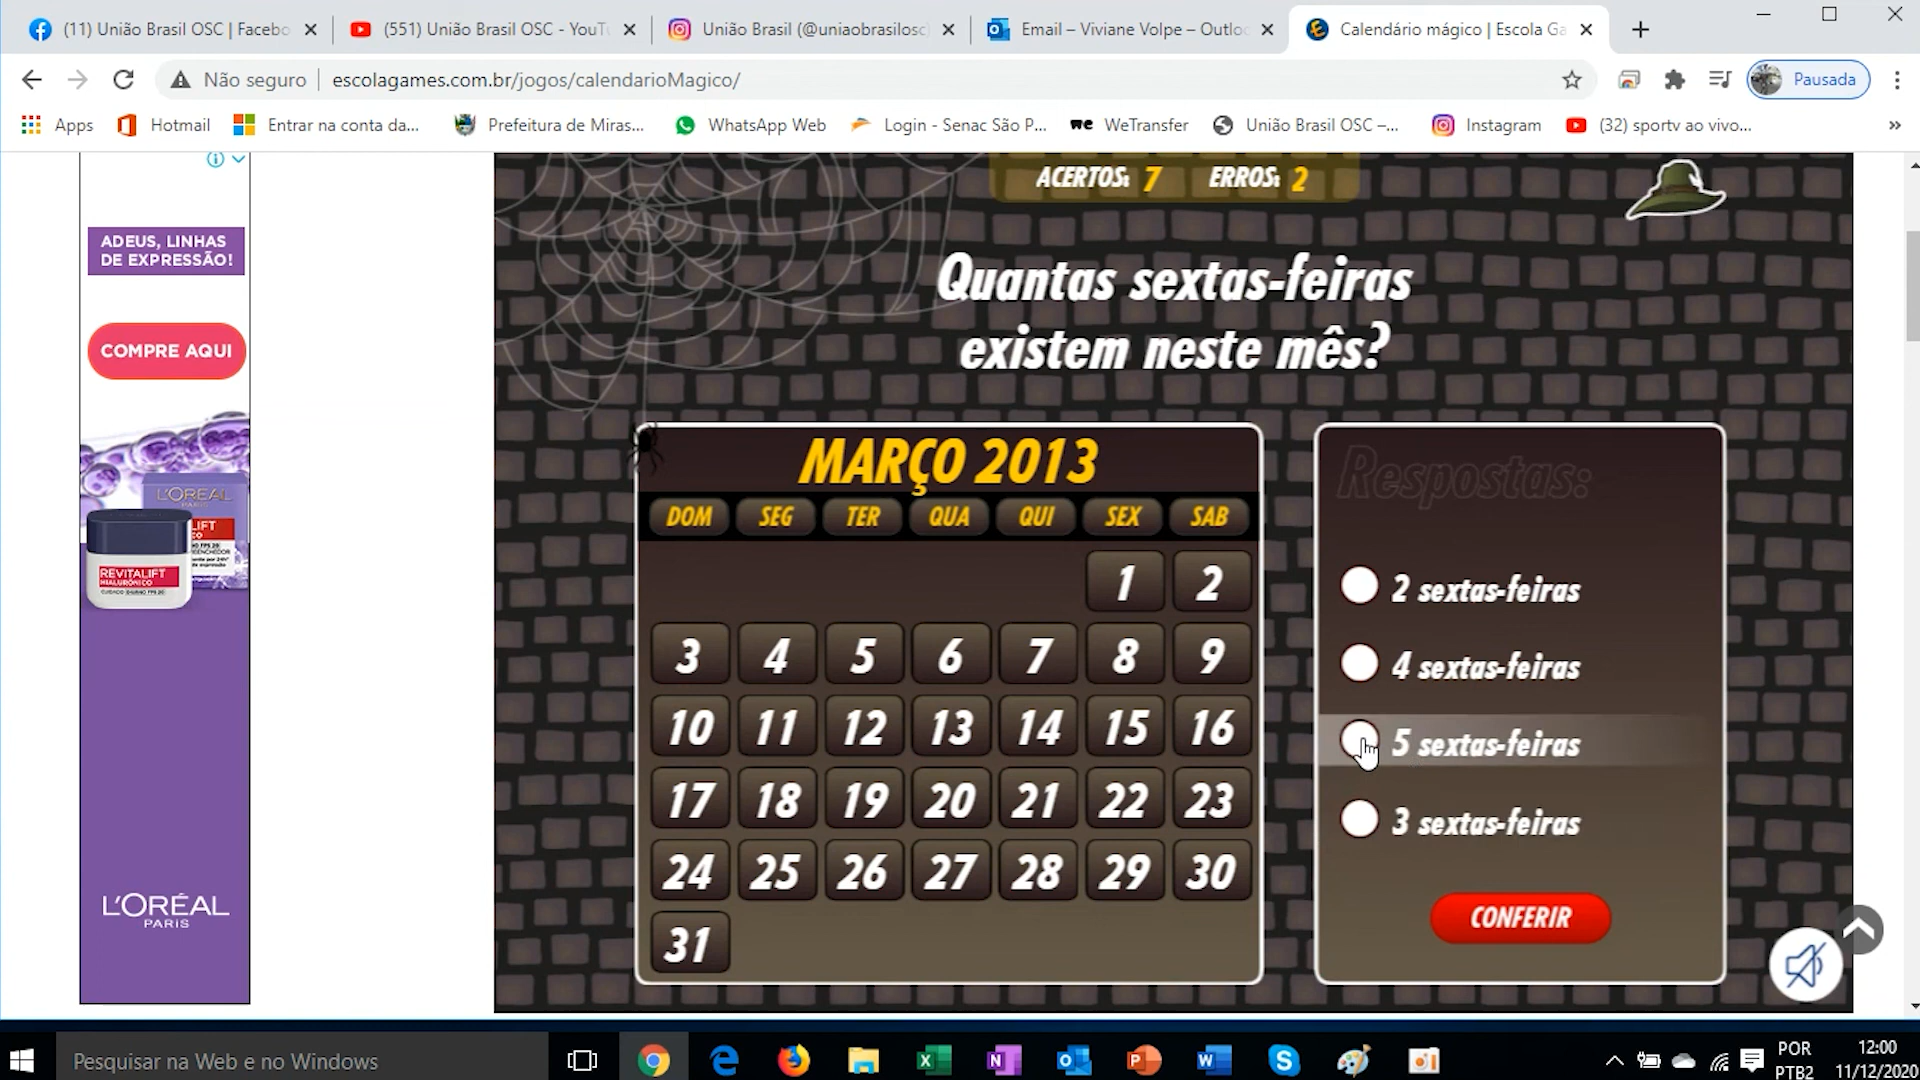 (11) União Brasil OSC | Facebo
(551) União Brasil OSC - YouTu
União Brasil (@uniaobrasilosc)
Email – Viviane Volpe – Outloo
Calendário mágico | Escola Ga
Não seguro
escolagames.com.br/jogos/calendarioMagico/
Pausada
Apps
Hotmail
Entrar na conta da...
Prefeitura de Miras...
WhatsApp Web
Login - Senac São P...
we WeTransfer
União Brasil OSC –...
Instagram
(32) sportv ao vivo...
»
ADEUS, LINHAS
DE EXPRESSÃO!
COMPRE AQUI
L'ORÉAL
REVITALIFT
HIALURÔNICO
L'ORÉAL
PARIS
ACERTOS: 7 ERROS: 2
Quantas sextas-feiras
existem neste mês?
MARÇO 2013
DOM SEG TER QUA QUI SEX SAB
1 2
3 4 5 6 7 8 9
10 11 12 13 14 15 16
17 18 19 20 21 22 23
24 25 26 27 28 29 30
31
Respostas:
2 sextas-feiras
4 sextas-feiras
5 sextas-feiras
3 sextas-feiras
CONFERIR
Pesquisar na Web e no Windows
POR
PTB2
12:00
11/12/2020